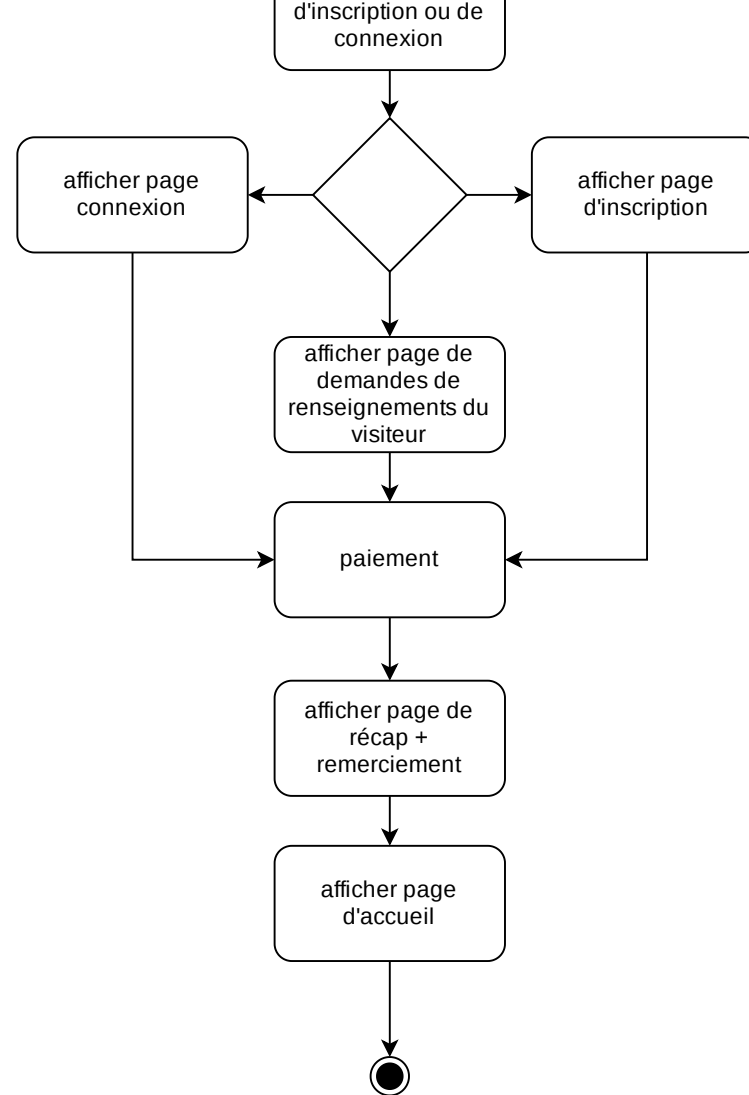 d'inscription ou de
connexion
afficher page
connexion
afficher page
d'inscription
afficher page de
demandes de
renseignements du
visiteur
paiement
afficher page de
récap +
remerciement
afficher page
d'accueil